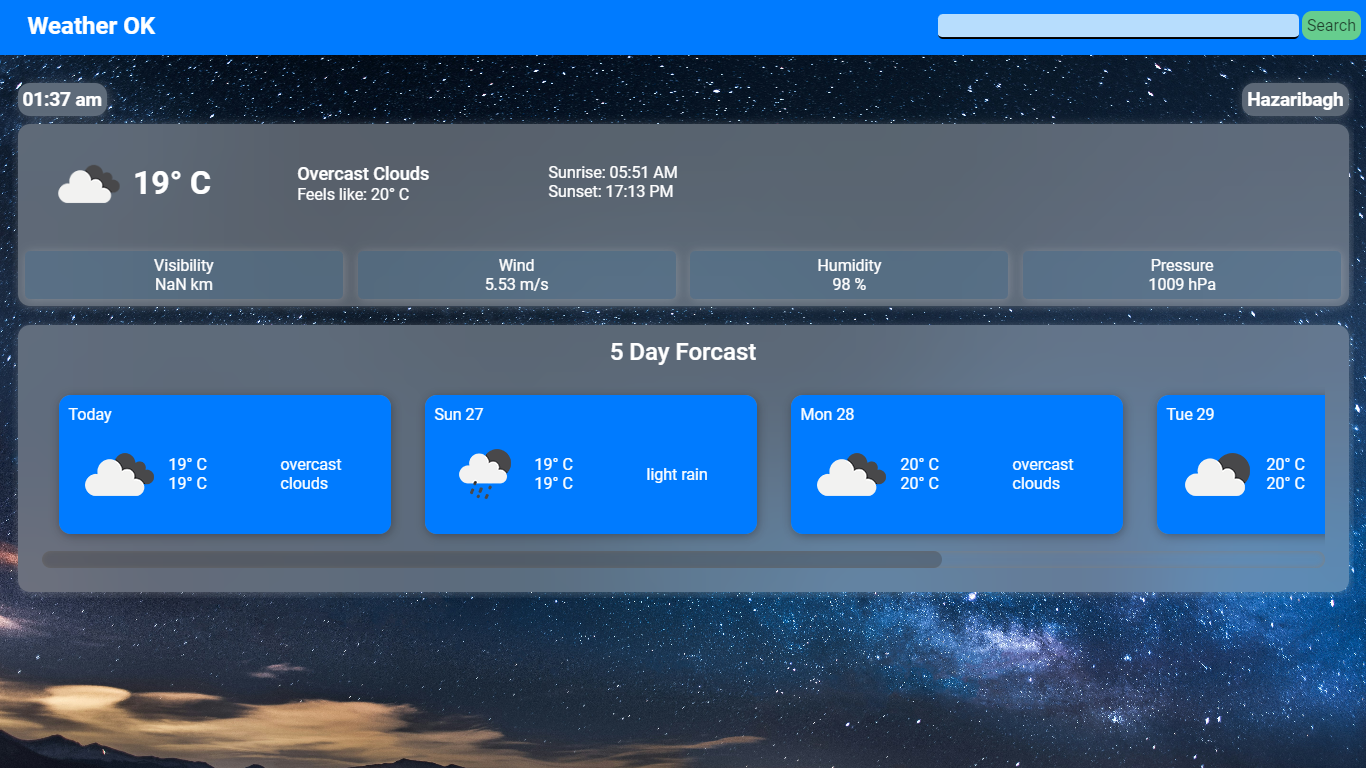 Weather OK
Search
01:37 am
Hazaribagh
19° C
Overcast Clouds
Feels like: 20° C
Sunrise: 05:51 AM
Sunset: 17:13 PM
Visibility
NaN km
Wind
5.53 m/s
Humidity
98 %
Pressure
1009 hPa
5 Day Forcast
Today
19° C
19° C
overcast
clouds
Sun 27
19° C
19° C
light rain
Mon 28
20° C
20° C
overcast
clouds
Tue 29
20° C
20° C